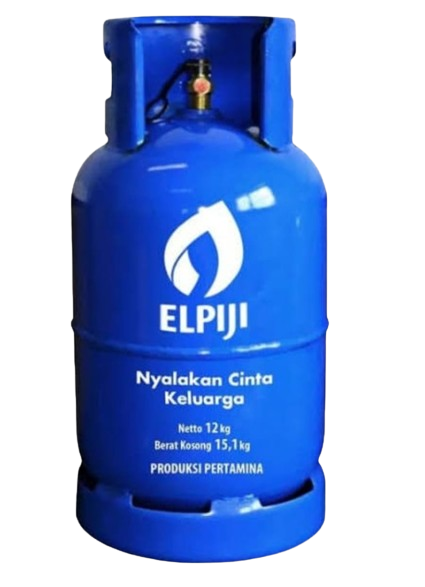 ELPIJI
Nyalakan Cinta
Keluarga
Netto 12 kg
Berat Kosong 15,1 kg
PRODUKSI PERTAMINA